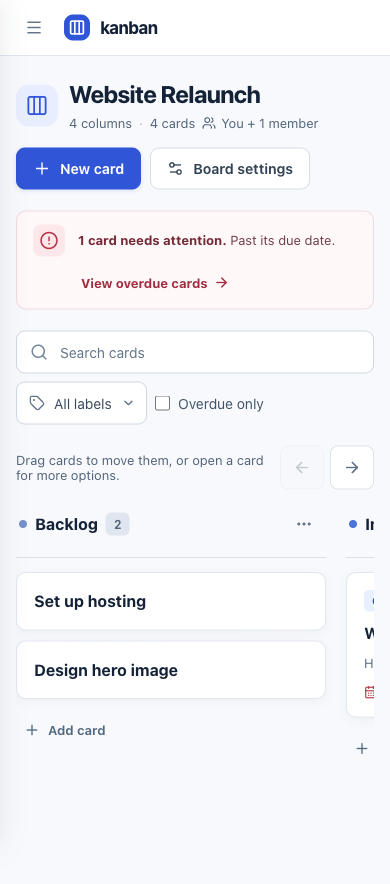 kanban
Website Relaunch
4 columns · 4 cards You + 1 member
New card
Board settings
1 card needs attention. Past its due date.
View overdue cards
Search cards
All labels
Overdue only
Drag cards to move them, or open a card
for more options.
Backlog 2
Set up hosting
Design hero image
Add card